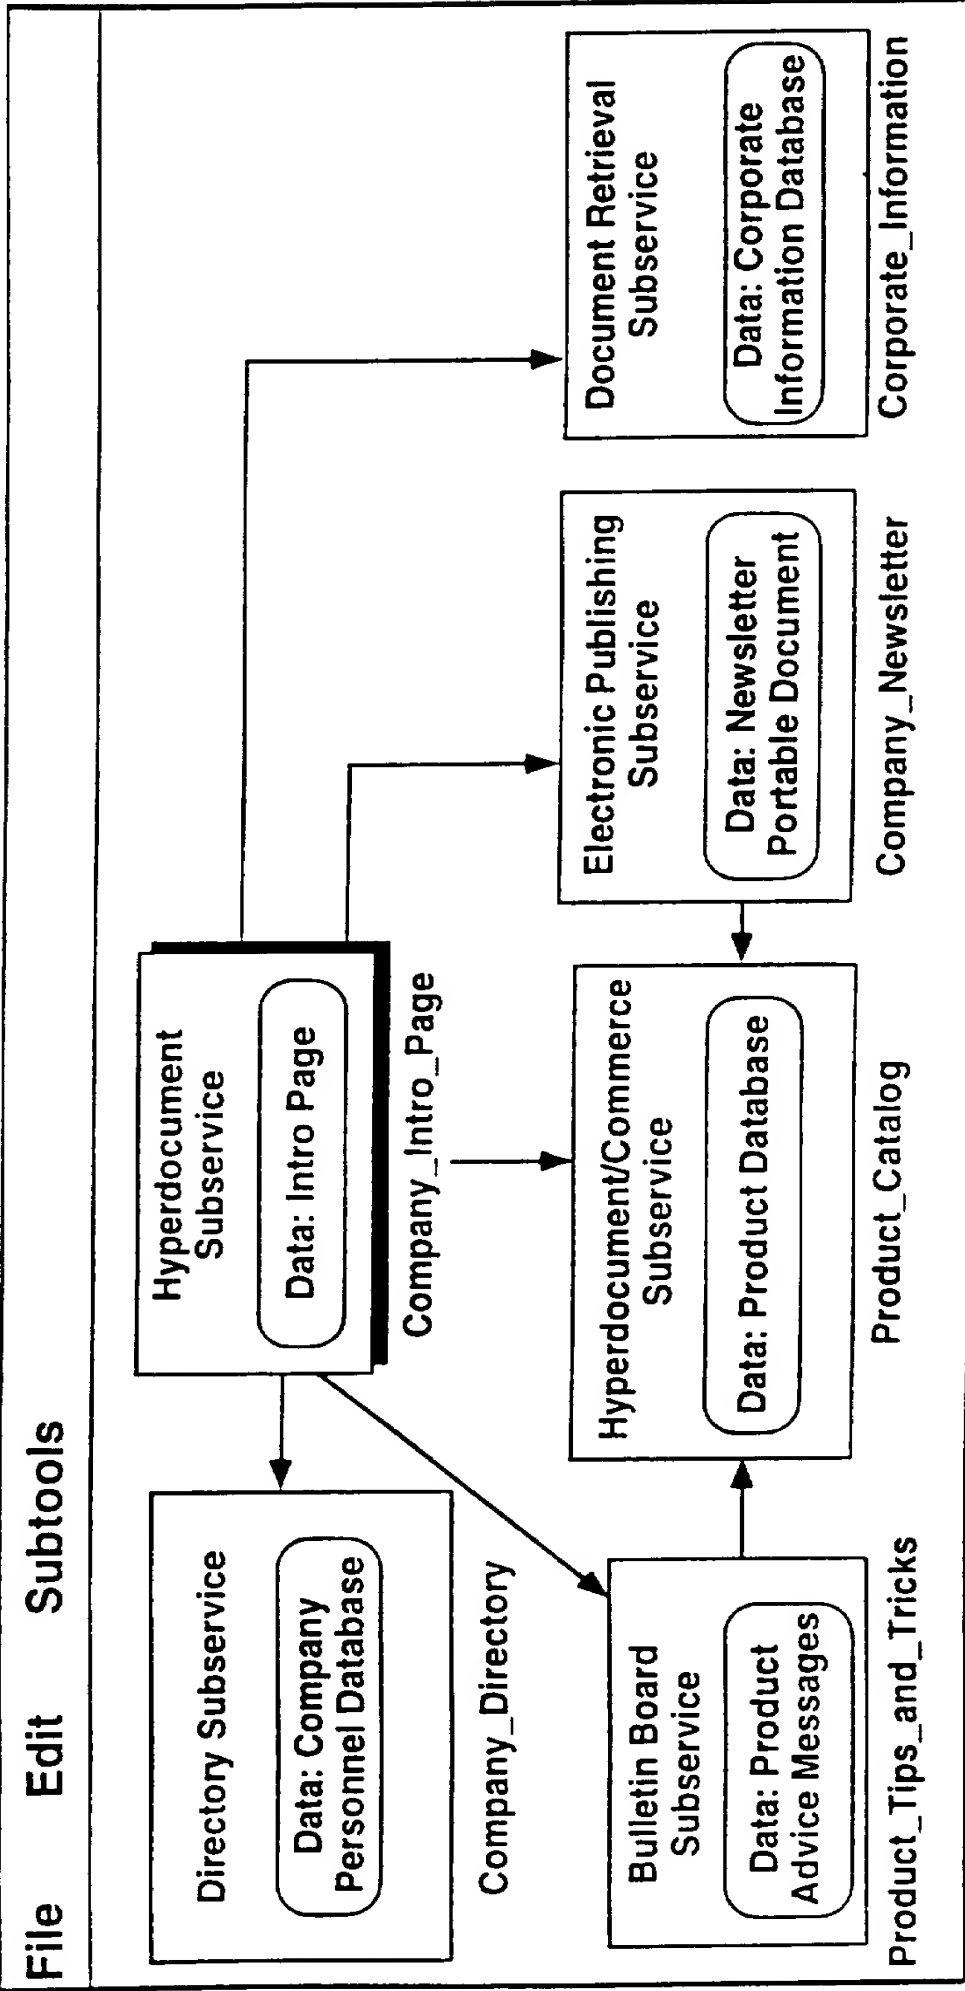 File Edit Subtools
Directory Subservice
Data: Company
Personnel Database
Company_Directory
Hyperdocument
Subservice
Data: Intro Page
Company_Intro_Page
Bulletin Board
Subservice
Data: Product
Advice Messages
Product_Tips_and_Tricks
Hyperdocument/Commerce
Subservice
Data: Product Database
Product_Catalog
Electronic Publishing
Subservice
Data: Newsletter
Portable Document
Company_Newsletter
Document Retrieval
Subservice
Data: Corporate
Information Database
Corporate_Information